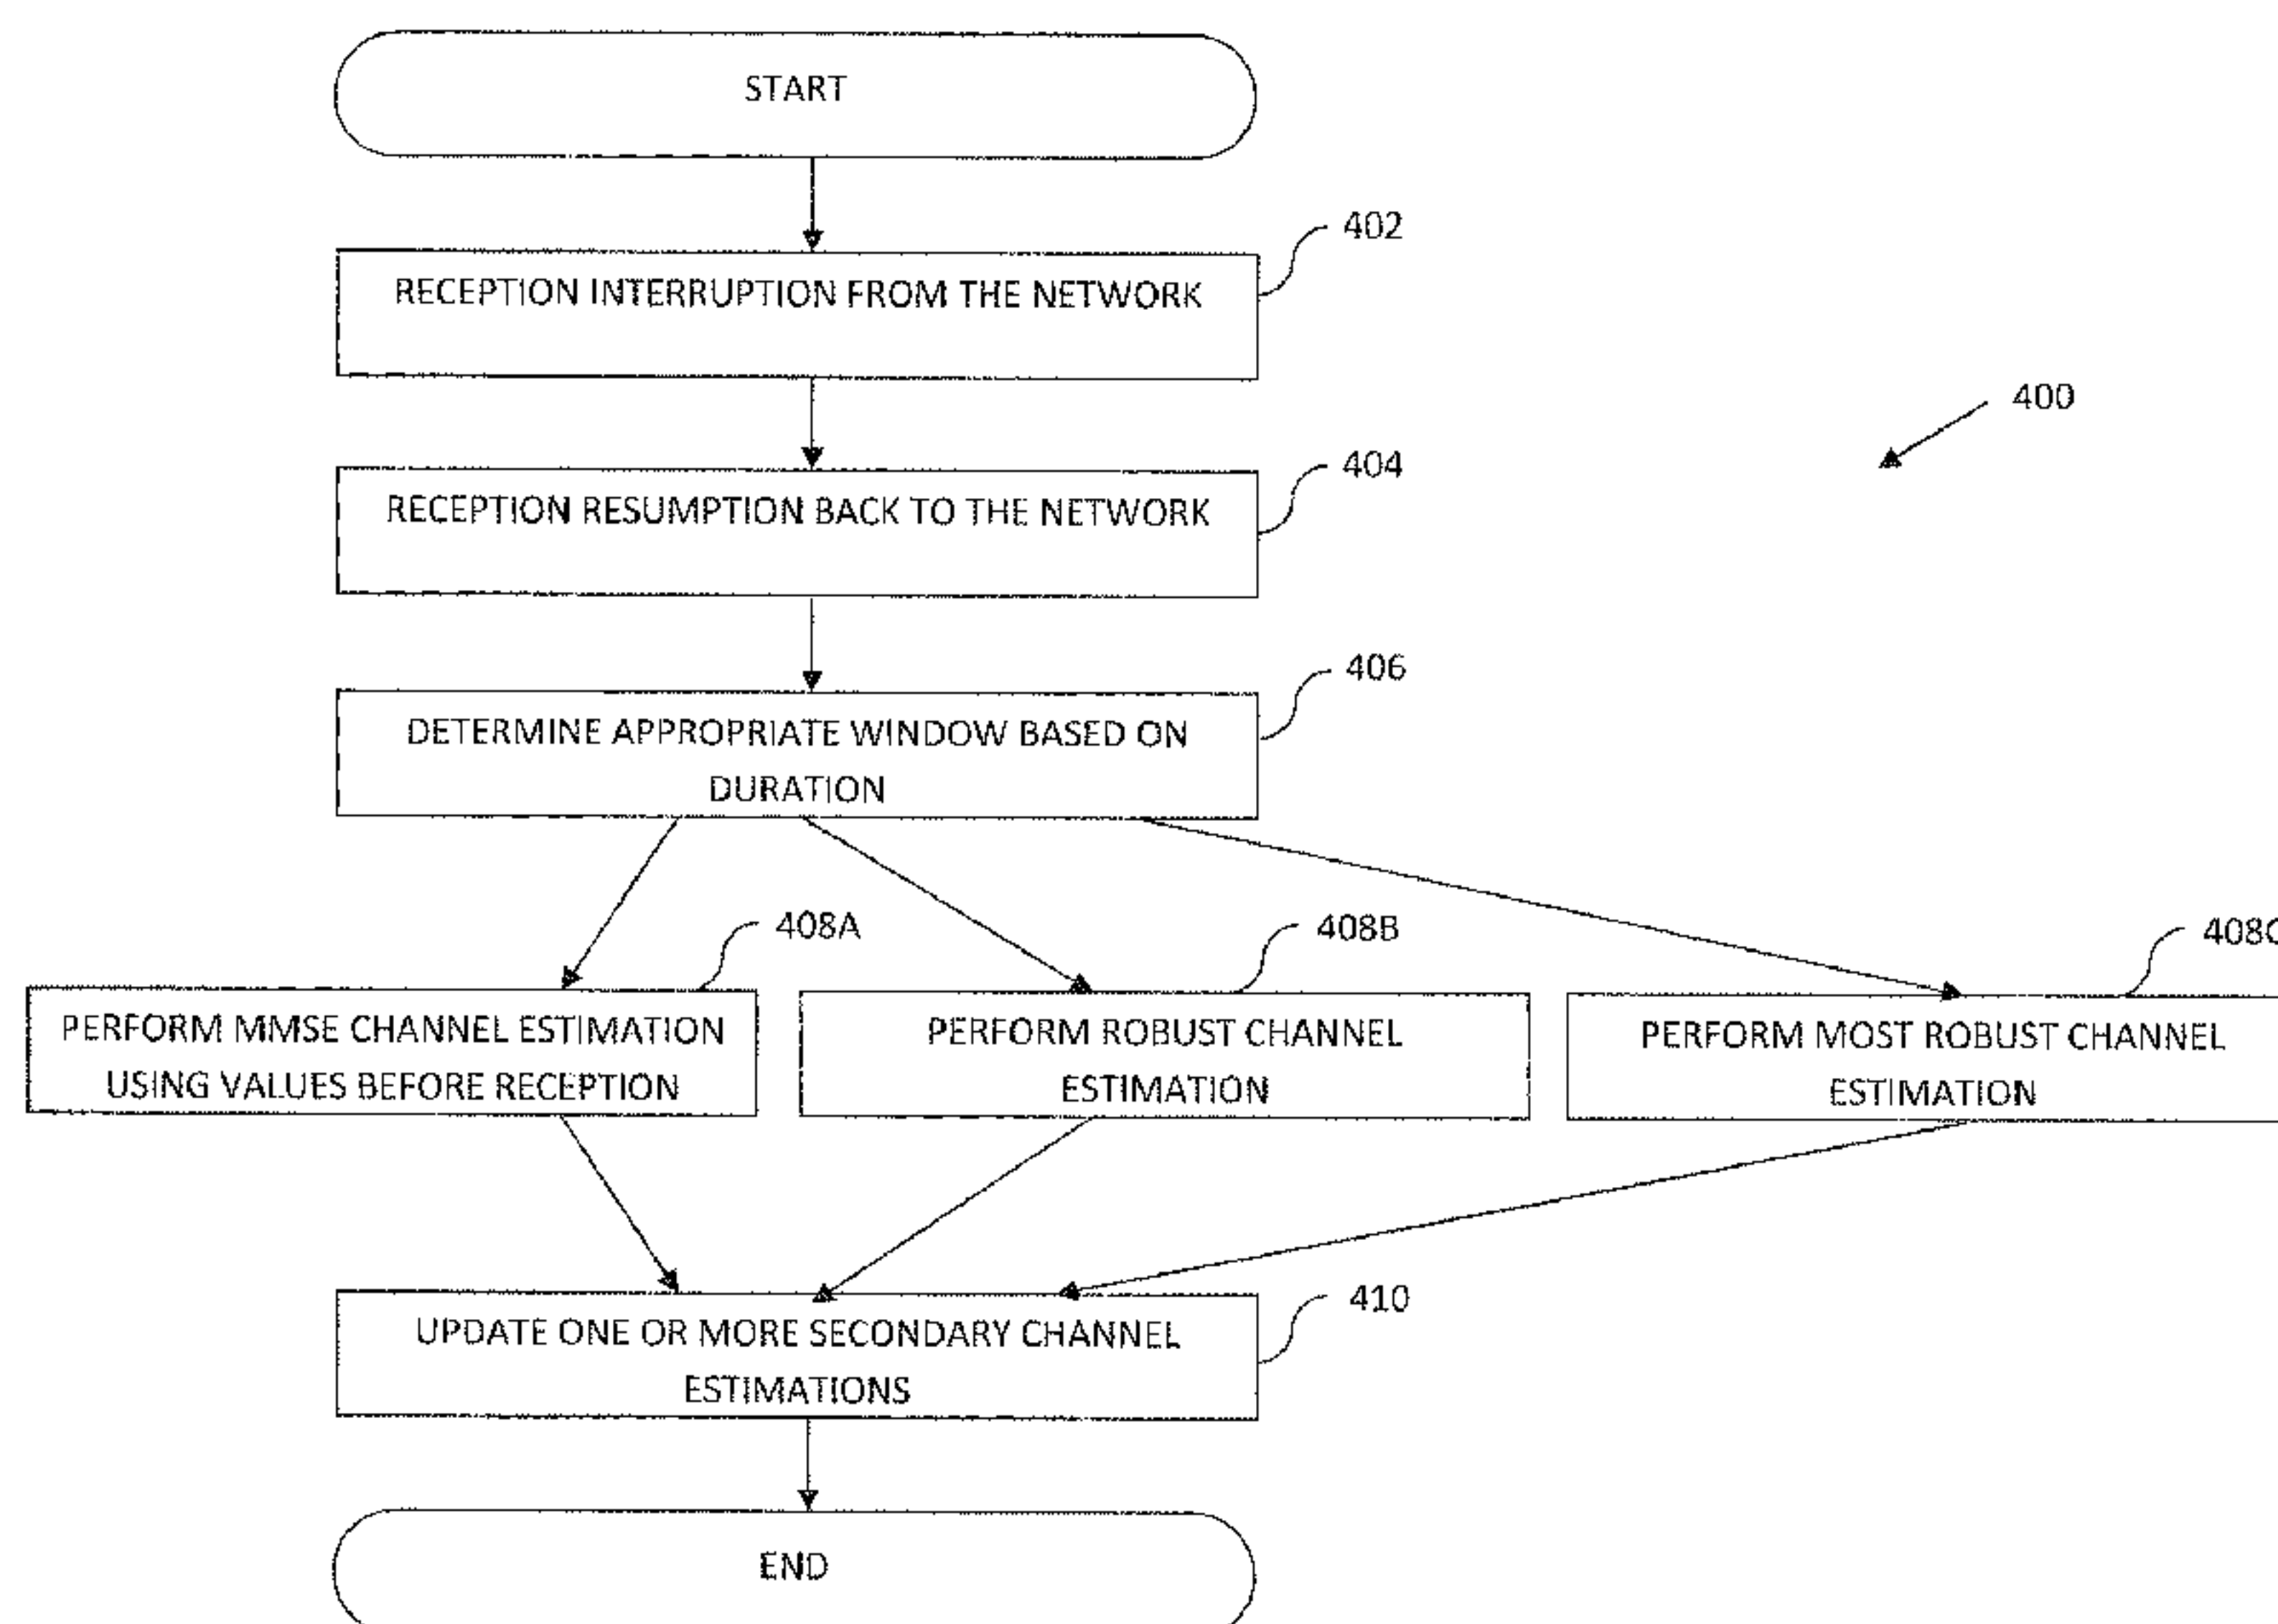 START
402
RECEPTION INTERRUPTION FROM THE NETWORK
400
404
RECEPTION RESUMPTION BACK TO THE NETWORK
406
DETERMINE APPROPRIATE WINDOW BASED ON
DURATION
408A
408B
408C
PERFORM MMSE CHANNEL ESTIMATION
USING VALUES BEFORE RECEPTION
PERFORM ROBUST CHANNEL
ESTIMATION
PERFORM MOST ROBUST CHANNEL
ESTIMATION
410
UPDATE ONE OR MORE SECONDARY CHANNEL
ESTIMATIONS
END